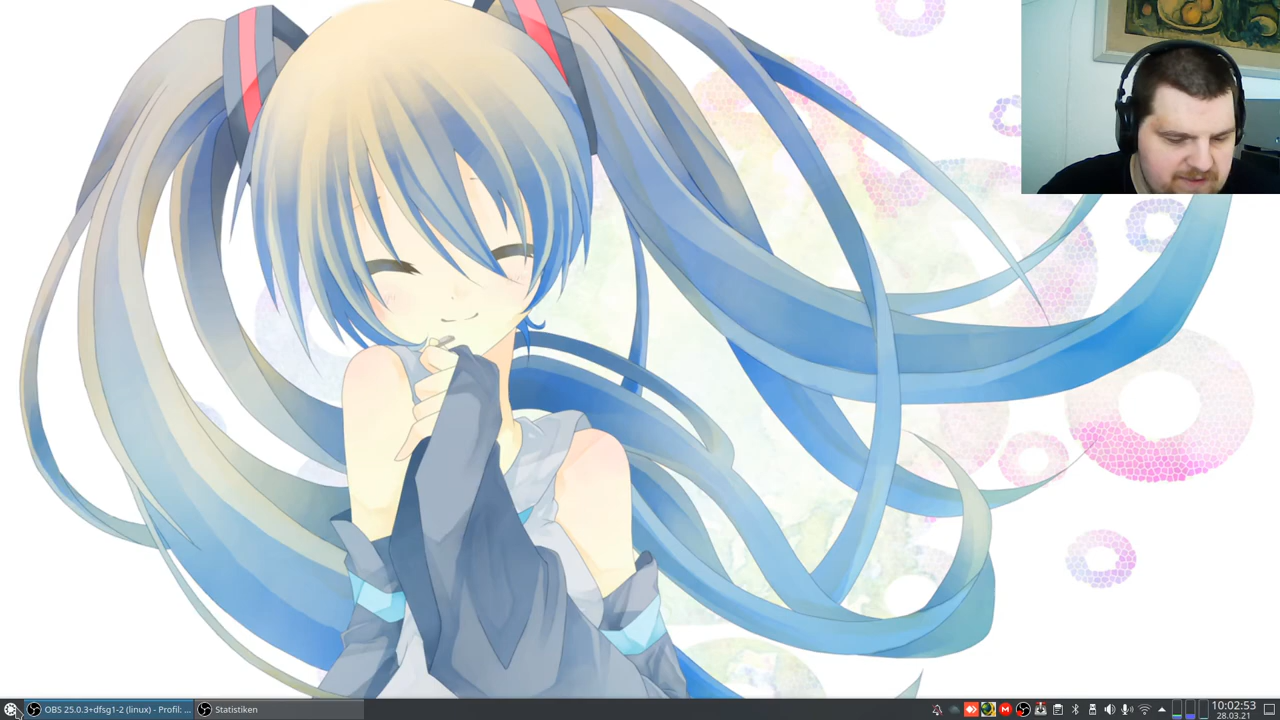 OBS 25.0.3+dfsg1-2 (linux) - Profil: ...
Statistiken
10:02:53
28.03.21